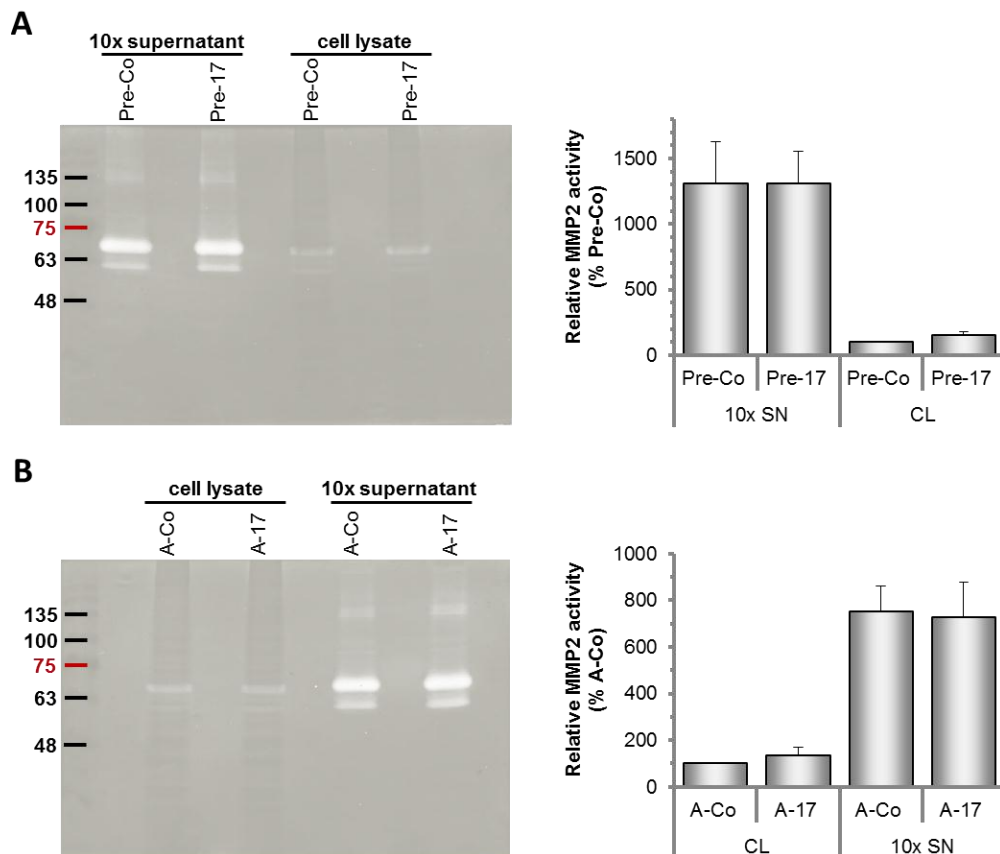 A
10x supernatant cell lysate
Pre-Co Pre-17 Pre-Co Pre-17
135
100
75
63
48
Relative MMP2 activity
(% Pre-Co)
1500
1000
500
0
Pre-Co Pre-17 Pre-Co Pre-17
10x SN CL
B
cell lysate 10x supernatant
A-Co A-17 A-Co A-17
135
100
75
63
48
Relative MMP2 activity
(% A-Co)
1000
800
600
400
200
0
A-Co A-17 A-Co A-17
CL 10x SN